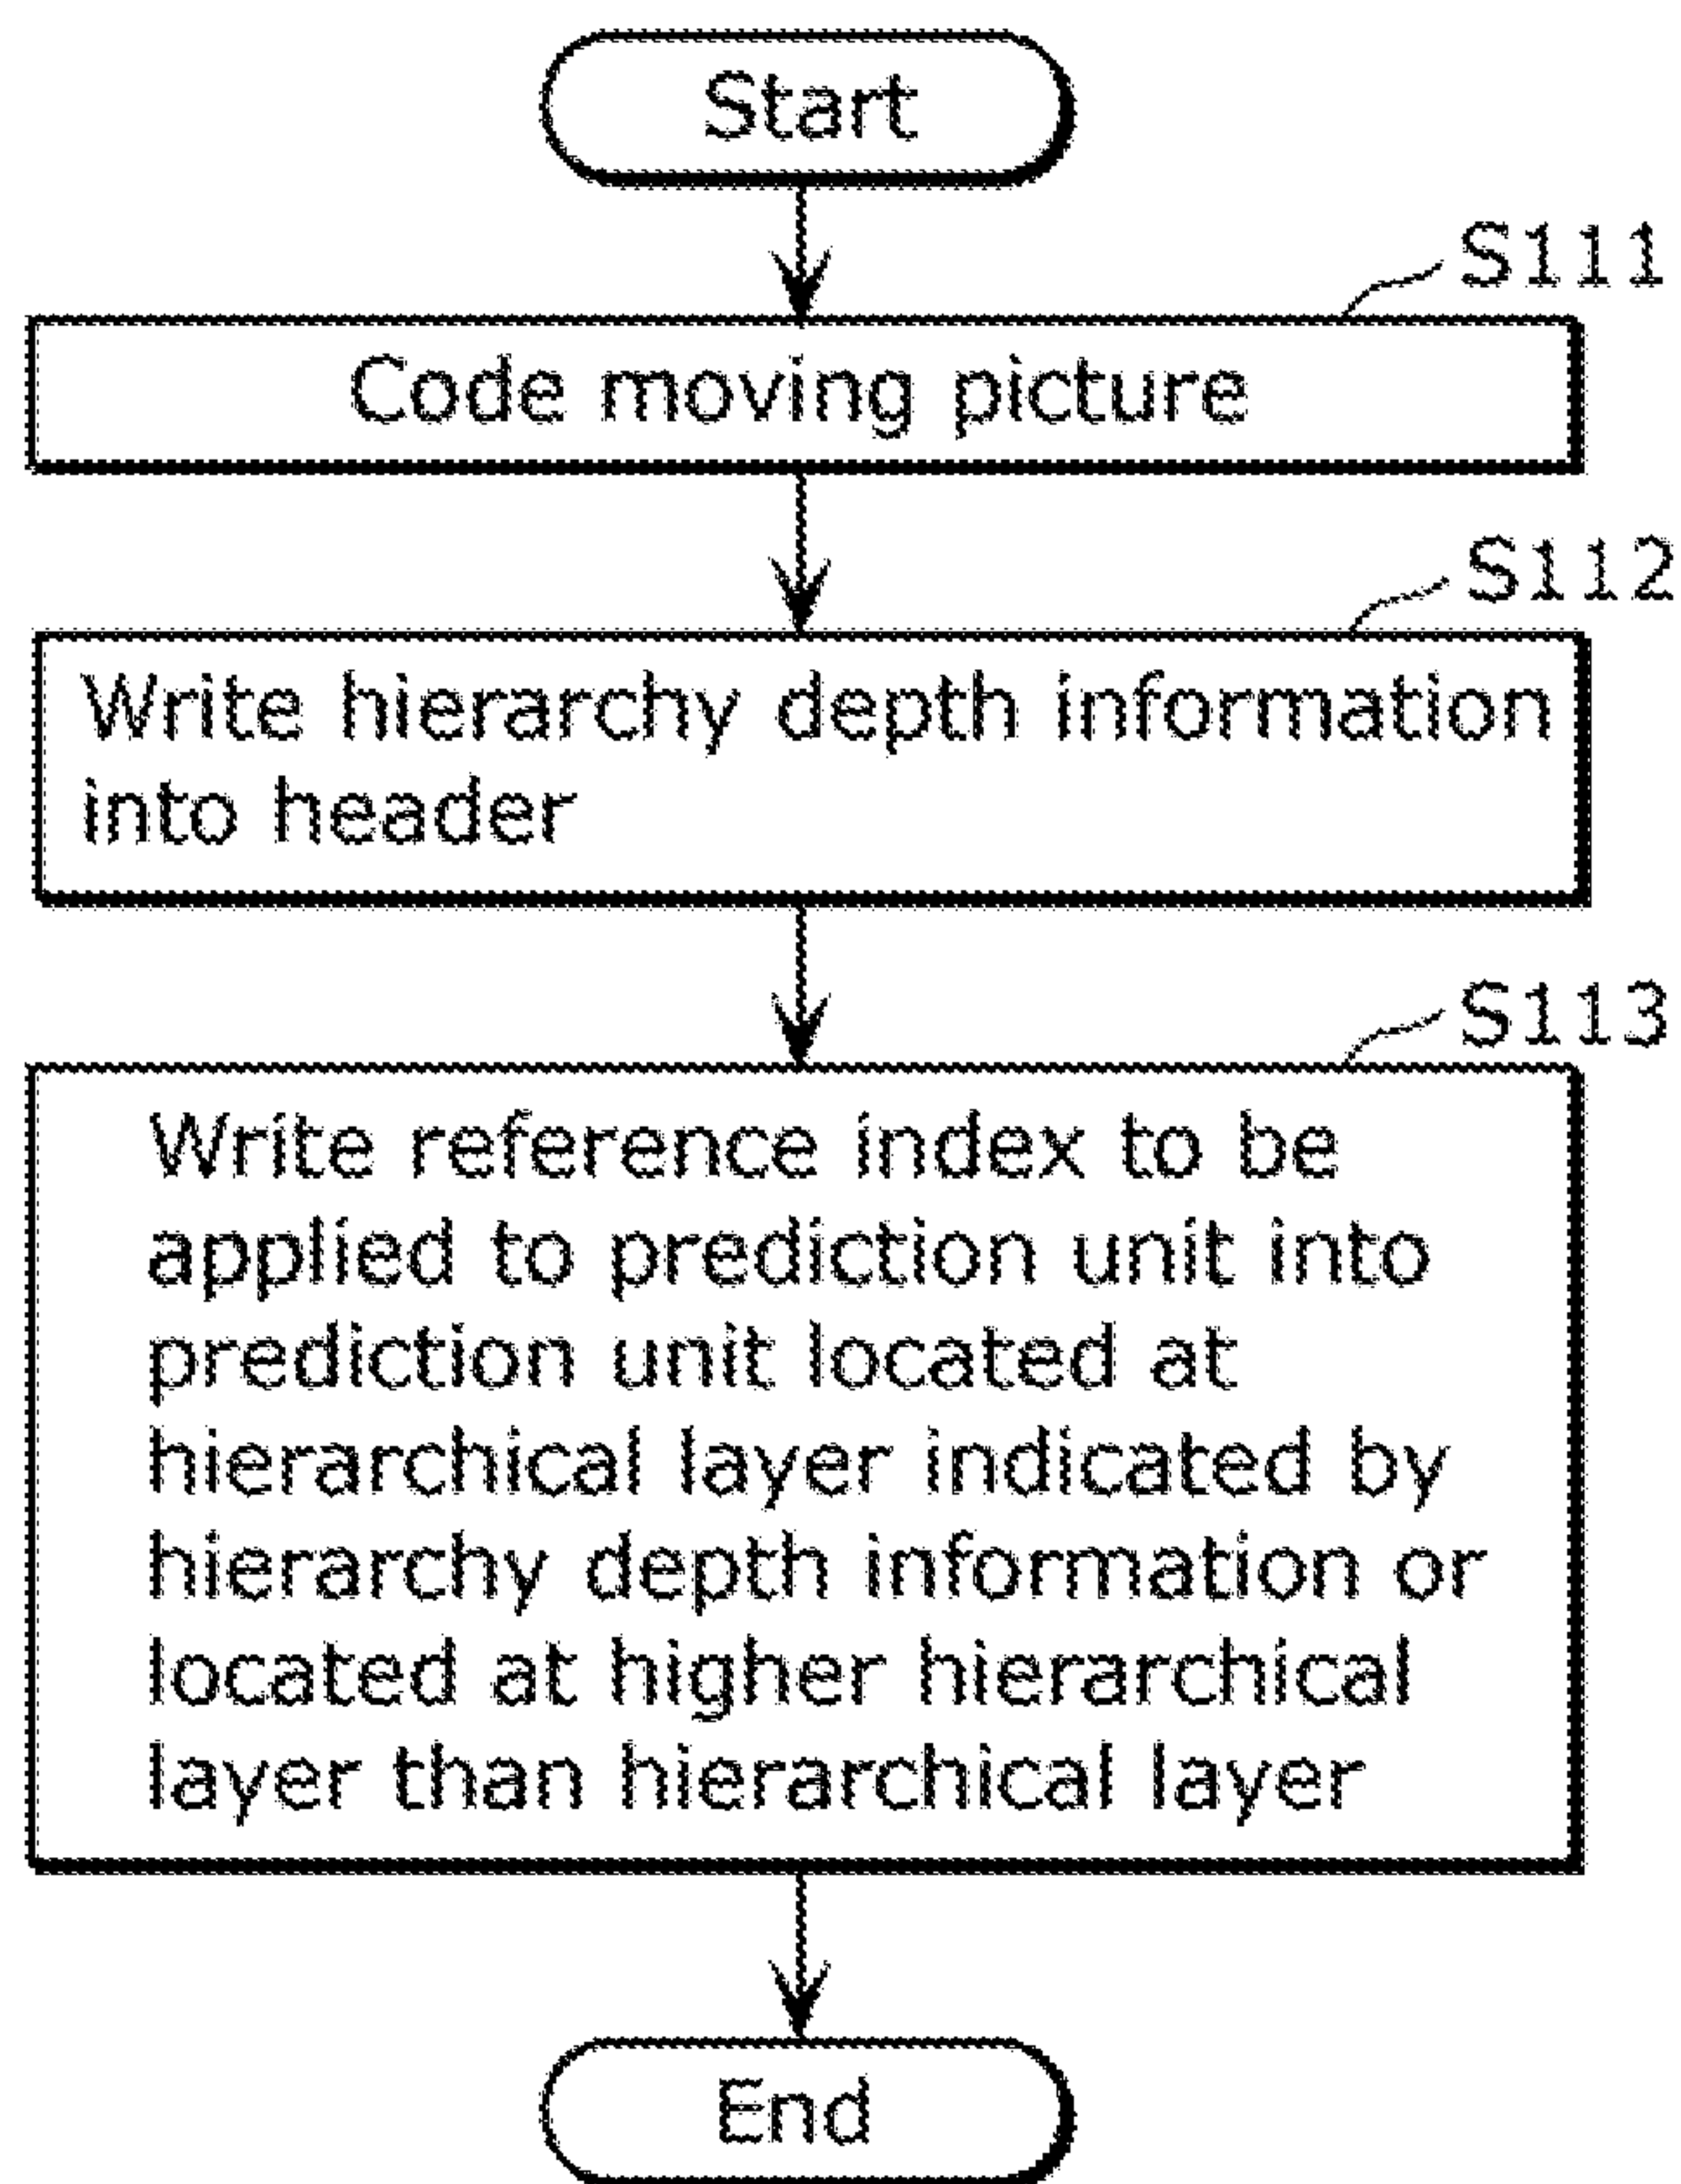 Start
S111
Code moving picture
S112
Write hierarchy depth information
into header
S113
Write reference index to be
applied to prediction unit into
prediction unit located at
hierarchical layer indicated by
hierarchy depth information or
located at higher hierarchical
layer than hierarchical layer
End